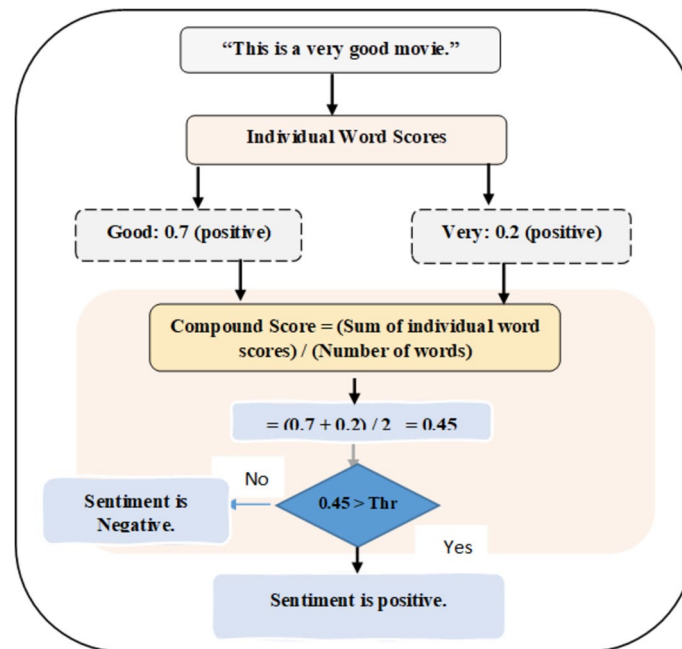 “This is a very good movie.”
Individual Word Scores
Good: 0.7 (positive)
Very: 0.2 (positive)
Compound Score = (Sum of individual word
scores) / (Number of words)
= (0.7 + 0.2) / 2 = 0.45
No
Sentiment is
Negative.
0.45 > Thr
Yes
Sentiment is positive.